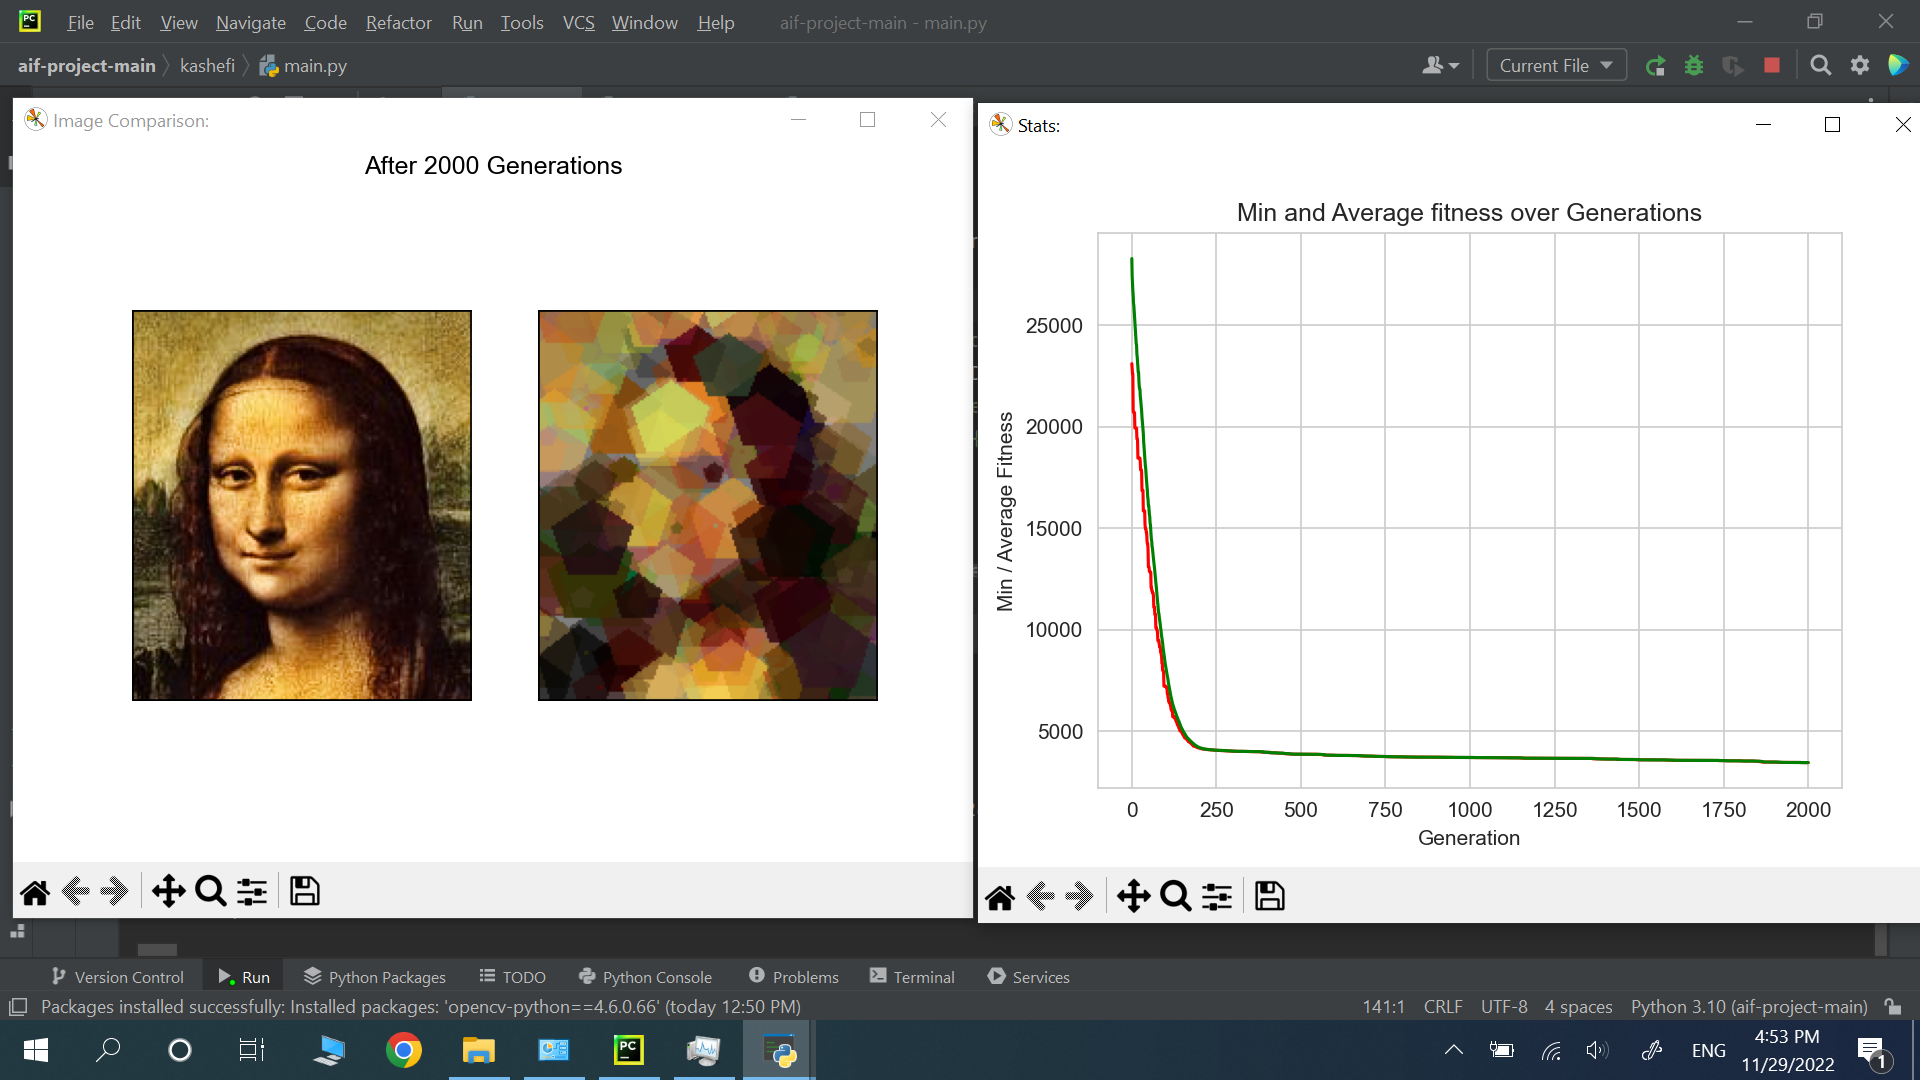 PC File Edit View Navigate Code Refactor Run Tools VCS Window Help aif-project-main - main.py
aif-project-main kashefi main.py Current File
Image Comparison:
After 2000 Generations
Stats:
Min and Average fitness over Generations
Min / Average Fitness
25000
20000
15000
10000
5000
0 250 500 750 1000 1250 1500 1750 2000
Generation
Version Control Run Python Packages TODO Python Console Problems Terminal Services
Packages installed successfully: Installed packages: 'opencv-python==4.6.0.66' (today 12:50 PM) 141:1 CRLF UTF-8 4 spaces Python 3.10 (aif-project-main)
PC ENG 4:53 PM
11/29/2022 1